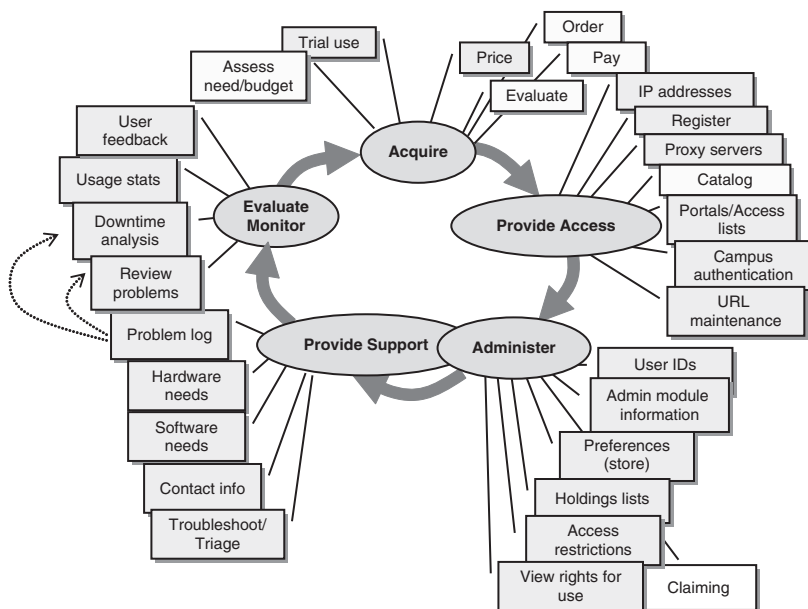 Order
Trial use
Price
Pay
Assess
need/budget
Evaluate
IP addresses
User
feedback
Register
Acquire
Proxy servers
Usage stats
Catalog
Evaluate
Monitor
Provide Access
Portals/Access
lists
Downtime
analysis
Campus
authentication
Review
problems
URL
maintenance
Problem log
Provide Support
Administer
User IDs
Hardware
needs
Admin module
information
Software
needs
Preferences
(store)
Contact info
Holdings lists
Troubleshoot/
Triage
Access
restrictions
View rights for
use
Claiming